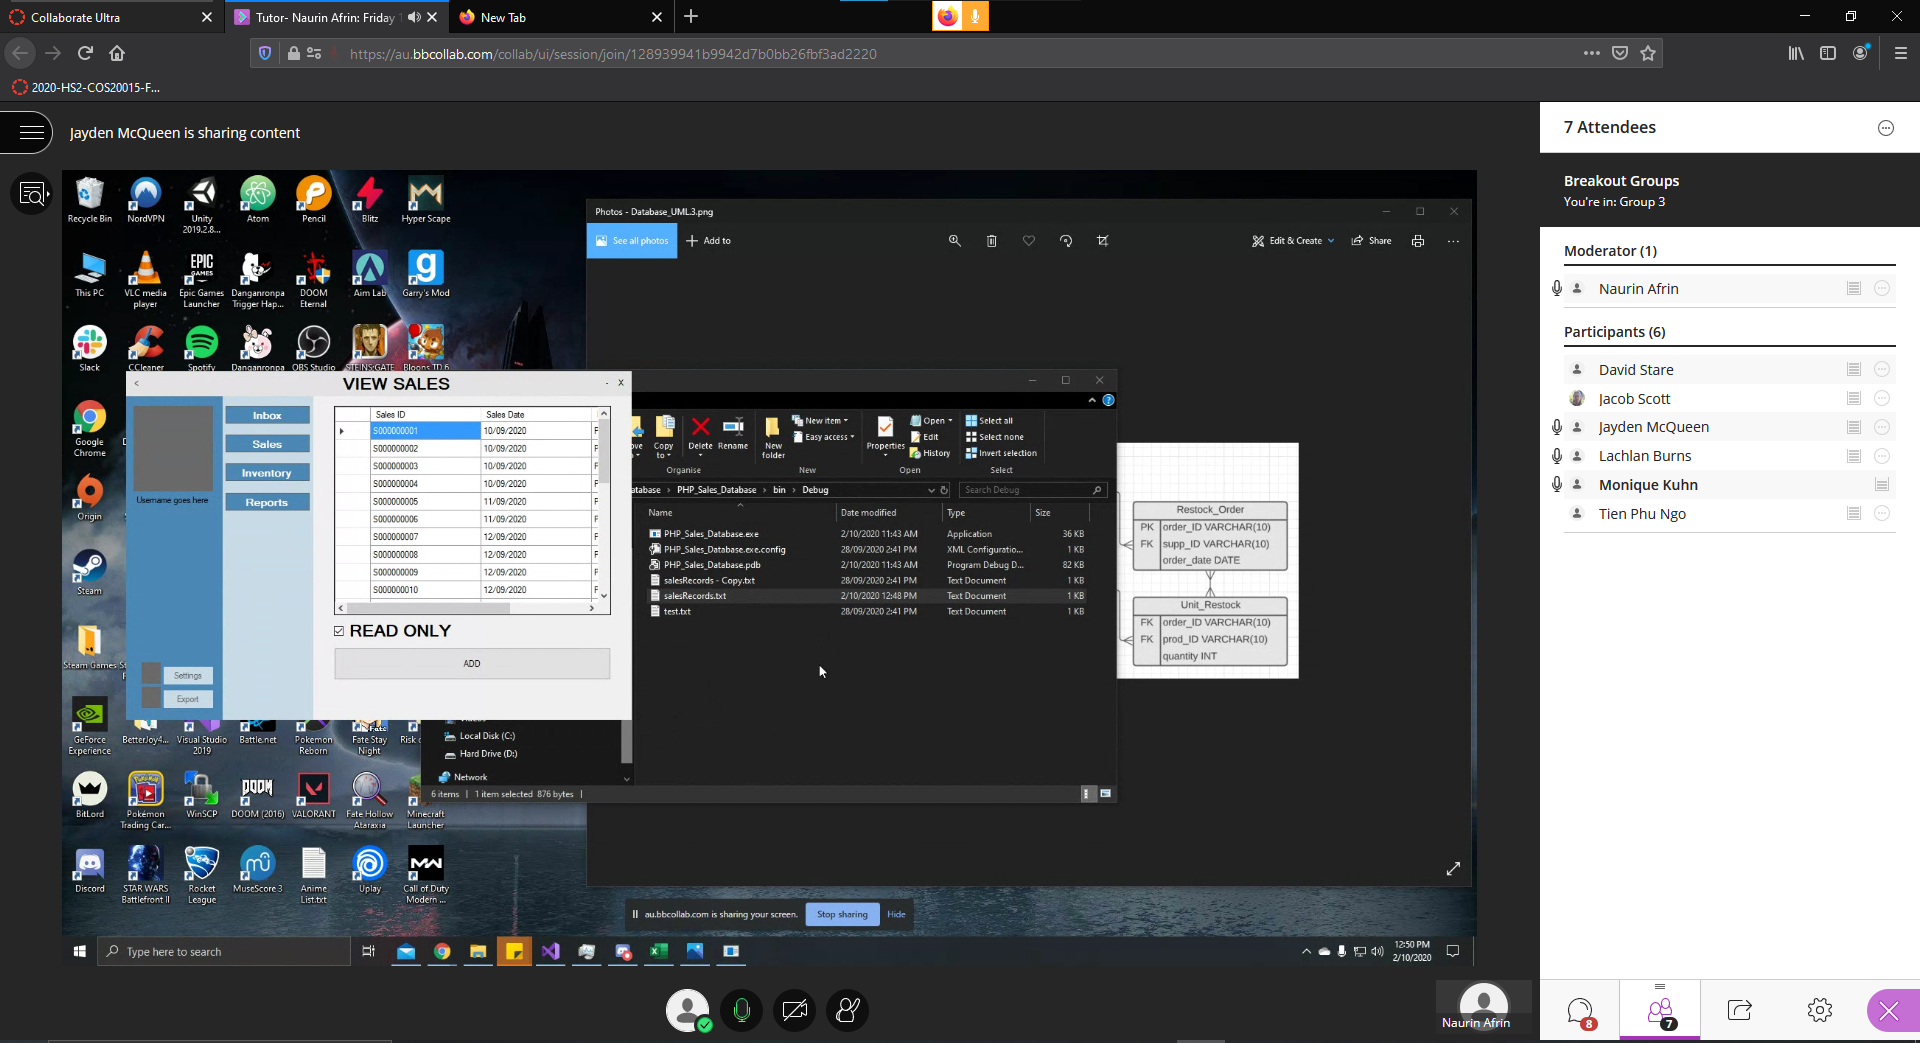 Collaborate Ultra
Tutor- Naurin Afrin: Friday
New Tab
https://au.bbcollab.com/collab/ui/session/join/128939941b9942d7b0bb26fbf3ad2220
2020-HS2-COS20015-F...
Jayden McQueen is sharing content
Recycle Bin
NordVPN
Unity 2019.2.8...
Atom
Pencil
Blitz
Hyper Scape
This PC
VLC media player
EPIC GAMES
Epic Games Launcher
Danganronpa Trigger Hap...
DOOM Eternal
Aim Lab
Garry's Mod
Slack
CCleaner
Spotify
Danganronpa
OBS Studio
STEINS;GATE
Bloons TD 6
Google Chrome
Origin
Steam
Steam Games
GeForce Experience
BetterJoy4...
Visual Studio 2019
Battle.net
Pokemon Reborn
Fate Stay Night
Risk
BitLord
Pokémon Trading Car...
WinSCP
DOOM
DOOM (2016)
VALORANT
Fate Hollow Ataraxia
Minecraft Launcher
Discord
STAR WARS Battlefront II
Rocket League
MuseScore 3
Anime List.txt
Uplay
Call of Duty Modern ...
VIEW SALES
- x
Username goes here
Inbox
Sales
Inventory
Reports
Settings
Export
Sales ID Sales Date
S000000001 10/09/2020 F
S000000002 10/09/2020 F
S000000003 10/09/2020 F
S000000004 10/09/2020 F
S000000005 11/09/2020 F
S000000006 11/09/2020 F
S000000007 12/09/2020 F
S000000008 12/09/2020 F
S000000009 12/09/2020 F
S000000010 12/09/2020 F
READ ONLY
ADD
Photos - Database_UML3.png
See all photos
Add to
Edit & Create
Share
Copy to
Delete
Rename
New folder
New item
Easy access
Properties
Open
Edit
History
Select all
Select none
Invert selection
Organise
New
Open
Select
atabase > PHP_Sales_Database > bin > Debug
Search Debug
Name Date modified Type Size
PHP_Sales_Database.exe 2/10/2020 11:43 AM Application 36 KB
PHP_Sales_Database.exe.config 28/09/2020 2:41 PM XML Configuratio... 1 KB
PHP_Sales_Database.pdb 2/10/2020 11:43 AM Program Debug D... 82 KB
salesRecords - Copy.txt 28/09/2020 2:41 PM Text Document 1 KB
salesRecords.txt 2/10/2020 12:48 PM Text Document 1 KB
test.txt 28/09/2020 2:41 PM Text Document 1 KB
Local Disk (C:)
Hard Drive (D:)
Network
6 items 1 item selected 876 bytes
Restock_Order
PK order_ID VARCHAR(10)
FK supp_ID VARCHAR(10)
order_date DATE
Unit_Restock
FK order_ID VARCHAR(10)
FK prod_ID VARCHAR(10)
quantity INT
au.bbcollab.com is sharing your screen.
Stop sharing
Hide
Type here to search
12:50 PM
2/10/2020
7 Attendees
Breakout Groups
You're in: Group 3
Moderator (1)
Naurin Afrin
Participants (6)
David Stare
Jacob Scott
Jayden McQueen
Lachlan Burns
Monique Kuhn
Tien Phu Ngo
Naurin Afrin
8
7